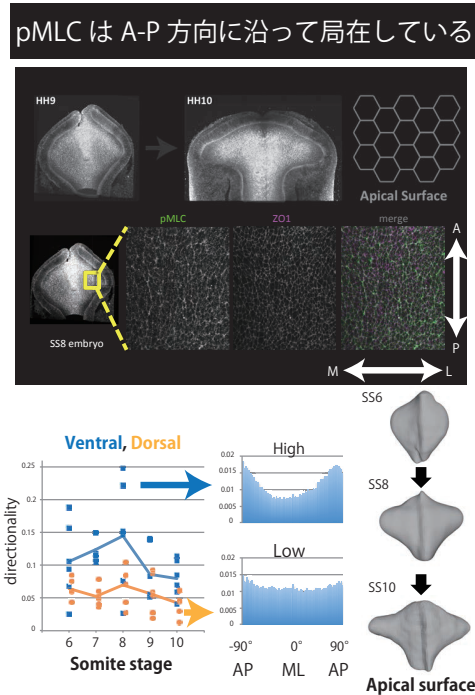 pMLC は A-P 方向に沿って局在している
HH9
HH10
Apical Surface
pMLC
ZO1
merge
A
P
SS8 embryo
M
L
SS6
SS8
SS10
Apical surface
Ventral, Dorsal
directionality
0.25
0.2
0.15
0.1
0.05
0
6
7
8
9
10
Somite stage
High
0.02
0.015
0.01
0.005
0
Low
0.02
0.015
0.01
0.005
0
-90° 0° 90°
AP ML AP